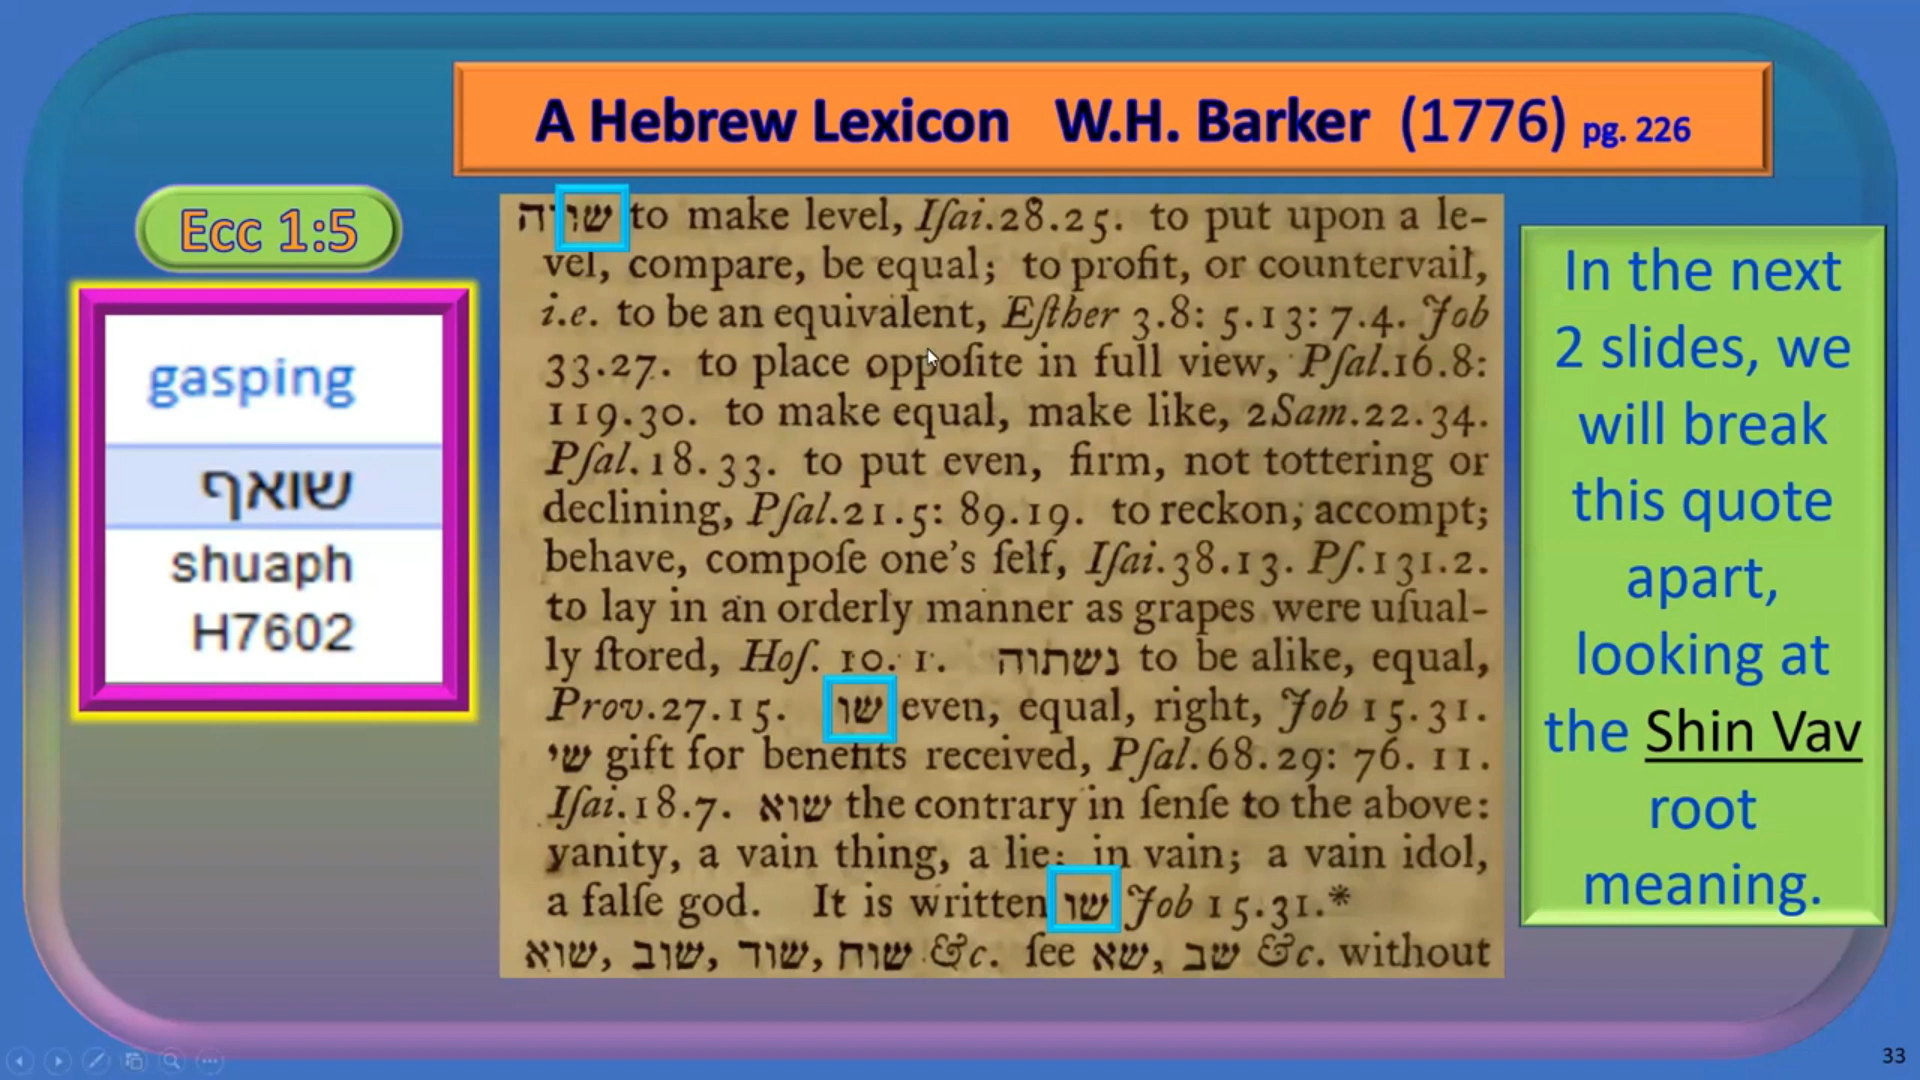 A Hebrew Lexicon W.H. Barker (1776) pg. 226
Ecc 1:5
gasping
שואף
shuaph
H7602
שוה to make level, Iſai.28.25. to put upon a le-
vel, compare, be equal; to profit, or countervail,
i.e. to be an equivalent, Eſther 3.8: 5.13: 7.4. Job
33.27. to place oppoſite in full view, Pſal.16.8:
119.30. to make equal, make like, 2Sam.22.34.
Pſal.18.33. to put even, firm, not tottering or
declining, Pſal.21.5: 89.19. to reckon, accompt;
behave, compoſe one's ſelf, Iſai.38.13. Pſ.131.2.
to lay in an orderly manner as grapes were uſual-
ly ſtored, Hoſ. 10. 1. נשתוה to be alike, equal,
Prov.27.15. שו even, equal, right, Job 15.31.
שי gift for benefits received, Pſal.68.29: 76. 11.
Iſai.18.7. שוא the contrary in ſenſe to the above:
vanity, a vain thing, a lie: in vain; a vain idol,
a falſe god. It is written שו Job 15.31.*
שוא, שוב, שוד, שוח &c. ſee שא, שב &c. without
In the next
2 slides, we
will break
this quote
apart,
looking at
the Shin Vav
root
meaning.
33